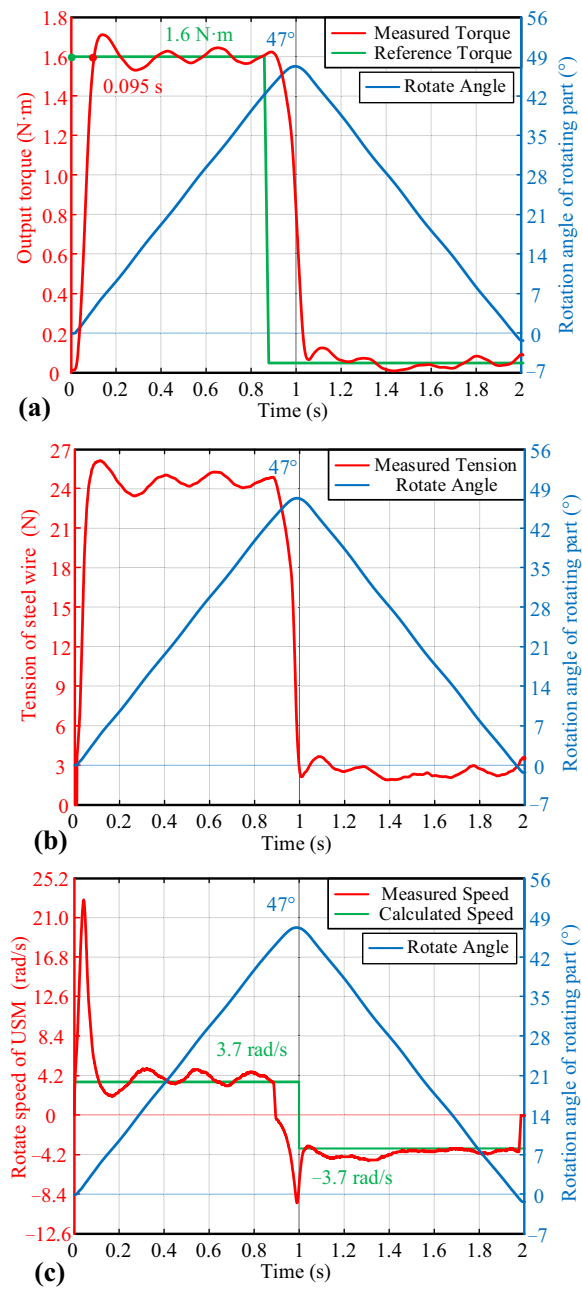 (a)
1.6 N·m
47°
0.095 s
Measured Torque
Reference Torque
Rotate Angle
Output torque (N·m)
1.8
1.6
1.4
1.2
1.0
0.8
0.6
0.4
0.2
0
Rotation angle of rotating part (°)
56
49
42
35
28
21
14
7
0
−7
0 0.2 0.4 0.6 0.8 1 1.2 1.4 1.6 1.8 2
Time (s)
(b)
47°
Measured Tension
Rotate Angle
Tension of steel wire (N)
27
24
21
18
15
12
9
6
3
0
Rotation angle of rotating part (°)
56
49
42
35
28
21
14
7
0
−7
0 0.2 0.4 0.6 0.8 1 1.2 1.4 1.6 1.8 2
Time (s)
(c)
47°
3.7 rad/s
−3.7 rad/s
Measured Speed
Calculated Speed
Rotate Angle
Rotate speed of USM (rad/s)
25.2
21.0
16.8
12.6
8.4
4.2
0
−4.2
−8.4
−12.6
Rotation angle of rotating part (°)
56
49
42
35
28
21
14
7
0
−7
0 0.2 0.4 0.6 0.8 1 1.2 1.4 1.6 1.8 2
Time (s)